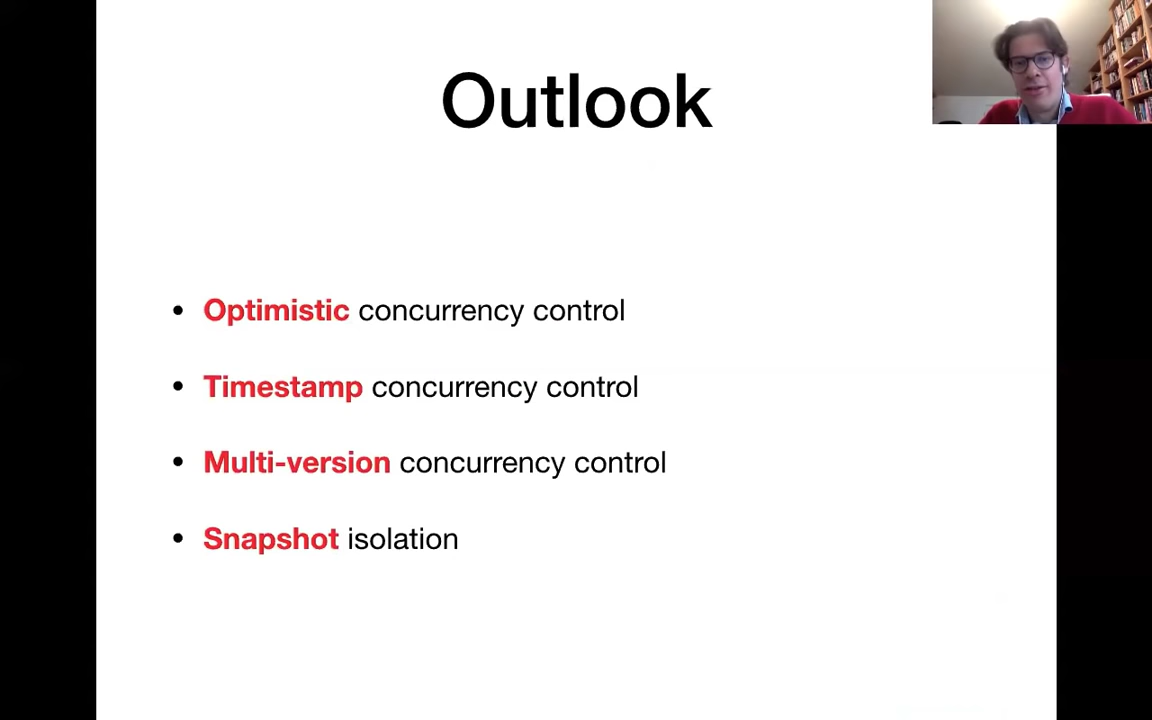 Outlook
• Optimistic concurrency control
• Timestamp concurrency control
• Multi-version concurrency control
• Snapshot isolation